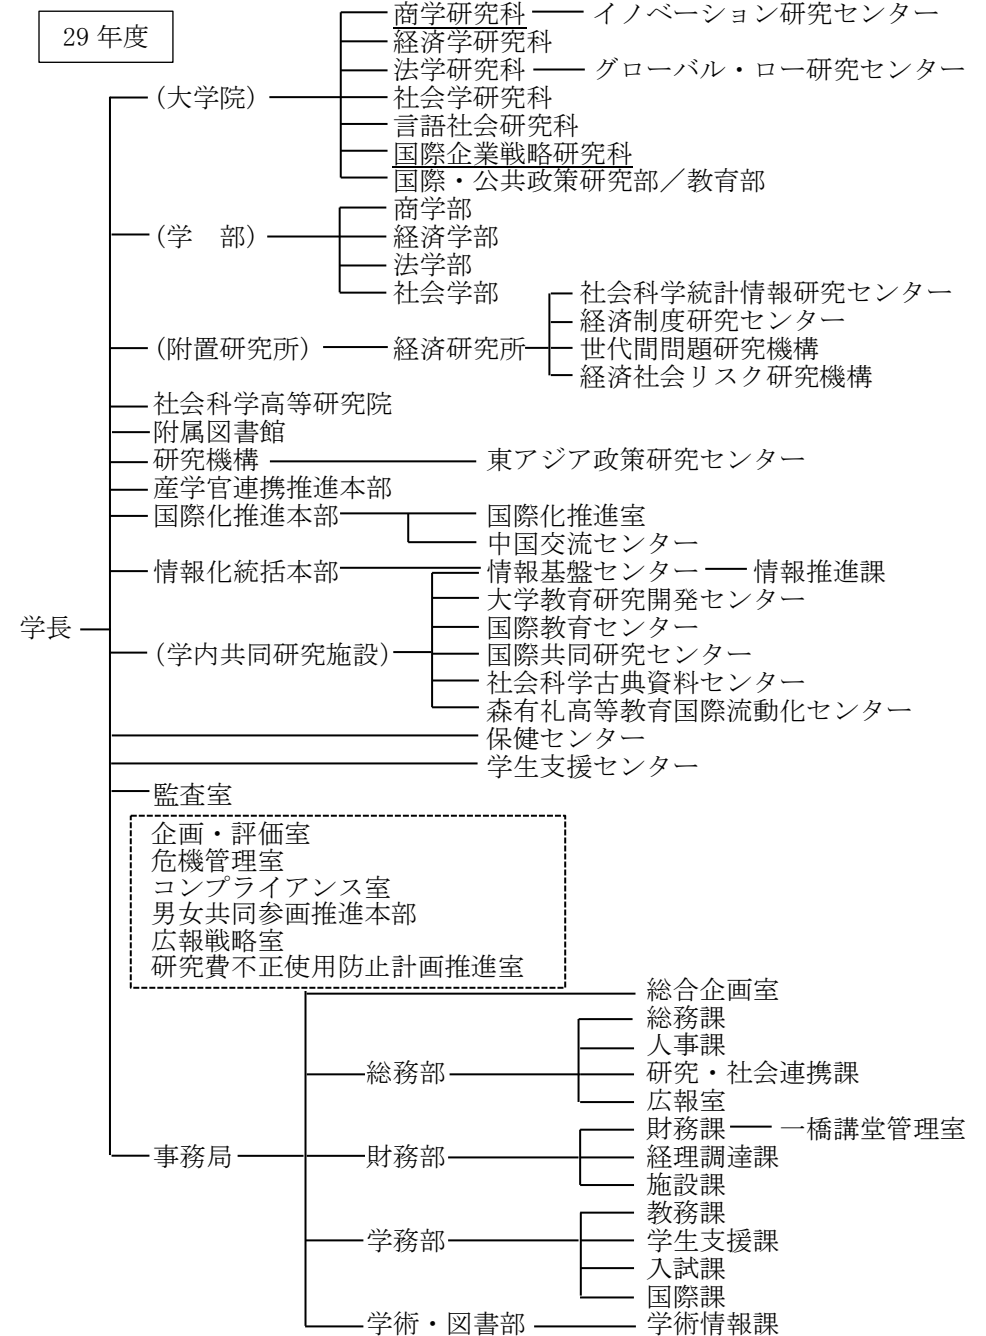 29 年度
商学研究科 イノベーション研究センター
経済学研究科
法学研究科 グローバル・ロー研究センター
(大学院) 社会学研究科
言語社会研究科
国際企業戦略研究科
国際・公共政策研究部／教育部
商学部
(学　部) 経済学部
法学部
社会学部 社会科学統計情報研究センター
経済制度研究センター
(附置研究所) 経済研究所 世代間問題研究機構
経済社会リスク研究機構
社会科学高等研究院
附属図書館
研究機構 東アジア政策研究センター
産学官連携推進本部
国際化推進本部 国際化推進室
中国交流センター
情報化統括本部 情報基盤センター 情報推進課
大学教育研究開発センター
学長 国際教育センター
(学内共同研究施設) 国際共同研究センター
社会科学古典資料センター
森有礼高等教育国際流動化センター
保健センター
学生支援センター
監査室
企画・評価室
危機管理室
コンプライアンス室
男女共同参画推進本部
広報戦略室
研究費不正使用防止計画推進室
総合企画室
総務課
人事課
総務部 研究・社会連携課
広報室
財務課 一橋講堂管理室
事務局 財務部 経理調達課
施設課
教務課
学務部 学生支援課
入試課
国際課
学術・図書部 学術情報課